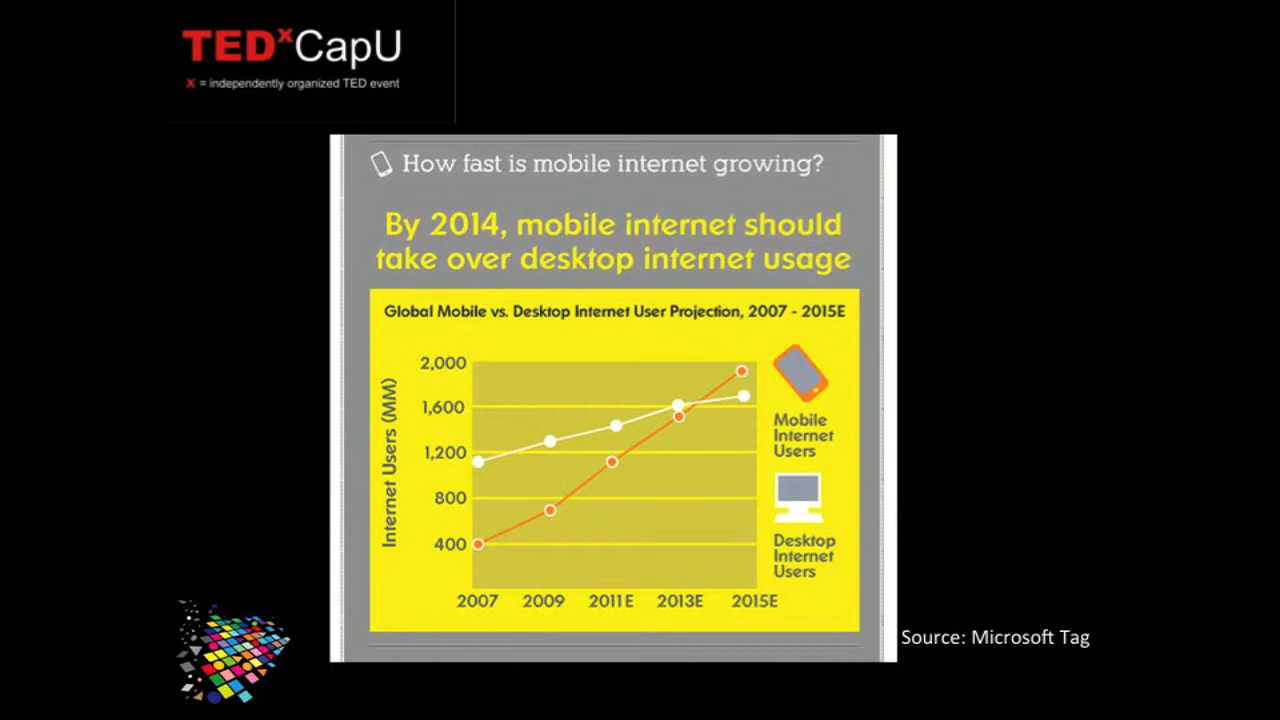 TEDxCapU
x = independently organized TED event
How fast is mobile internet growing?
By 2014, mobile internet should
take over desktop internet usage
Global Mobile vs. Desktop Internet User Projection, 2007 - 2015E
Internet Users (MM)
2,000
1,600
1,200
800
400
2007 2009 2011E 2013E 2015E
Mobile
Internet
Users
Desktop
Internet
Users
Source: Microsoft Tag